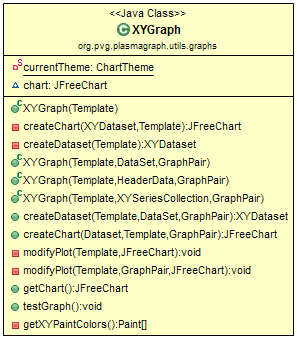 <<Java Class>>
XYGraph
org.pvg.plasmagraph.utils.graphs
currentTheme: ChartTheme
chart: JFreeChart
XYGraph(Template)
createChart(XYDataset,Template):JFreeChart
createDataset(Template):XYDataset
XYGraph(Template,DataSet,GraphPair)
XYGraph(Template,HeaderData,GraphPair)
XYGraph(Template,XYSeriesCollection,GraphPair)
createDataset(Template,DataSet,GraphPair):XYDataset
createChart(Dataset,Template,GraphPair):JFreeChart
modifyPlot(Template,JFreeChart):void
modifyPlot(Template,GraphPair,JFreeChart):void
getChart():JFreeChart
testGraph():void
getXYPaintColors():Paint[]